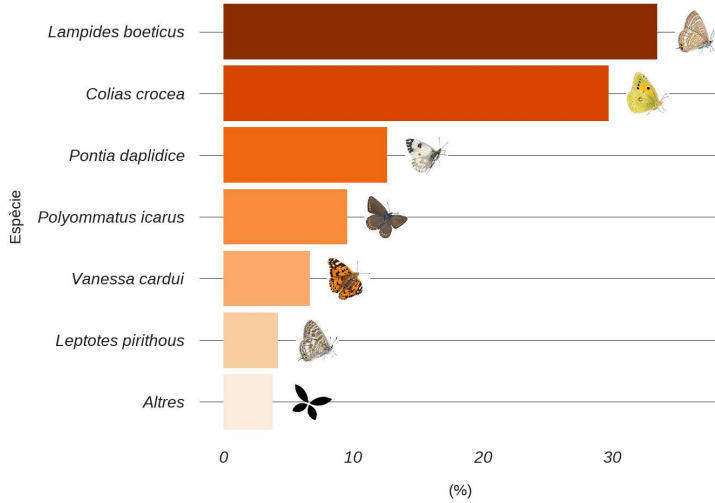 Lampides boeticus
Colias crocea
Pontia daplidice
Polyommatus icarus
Vanessa cardui
Leptotes pirithous
Altres
Espècie
0 10 20 30
(%)